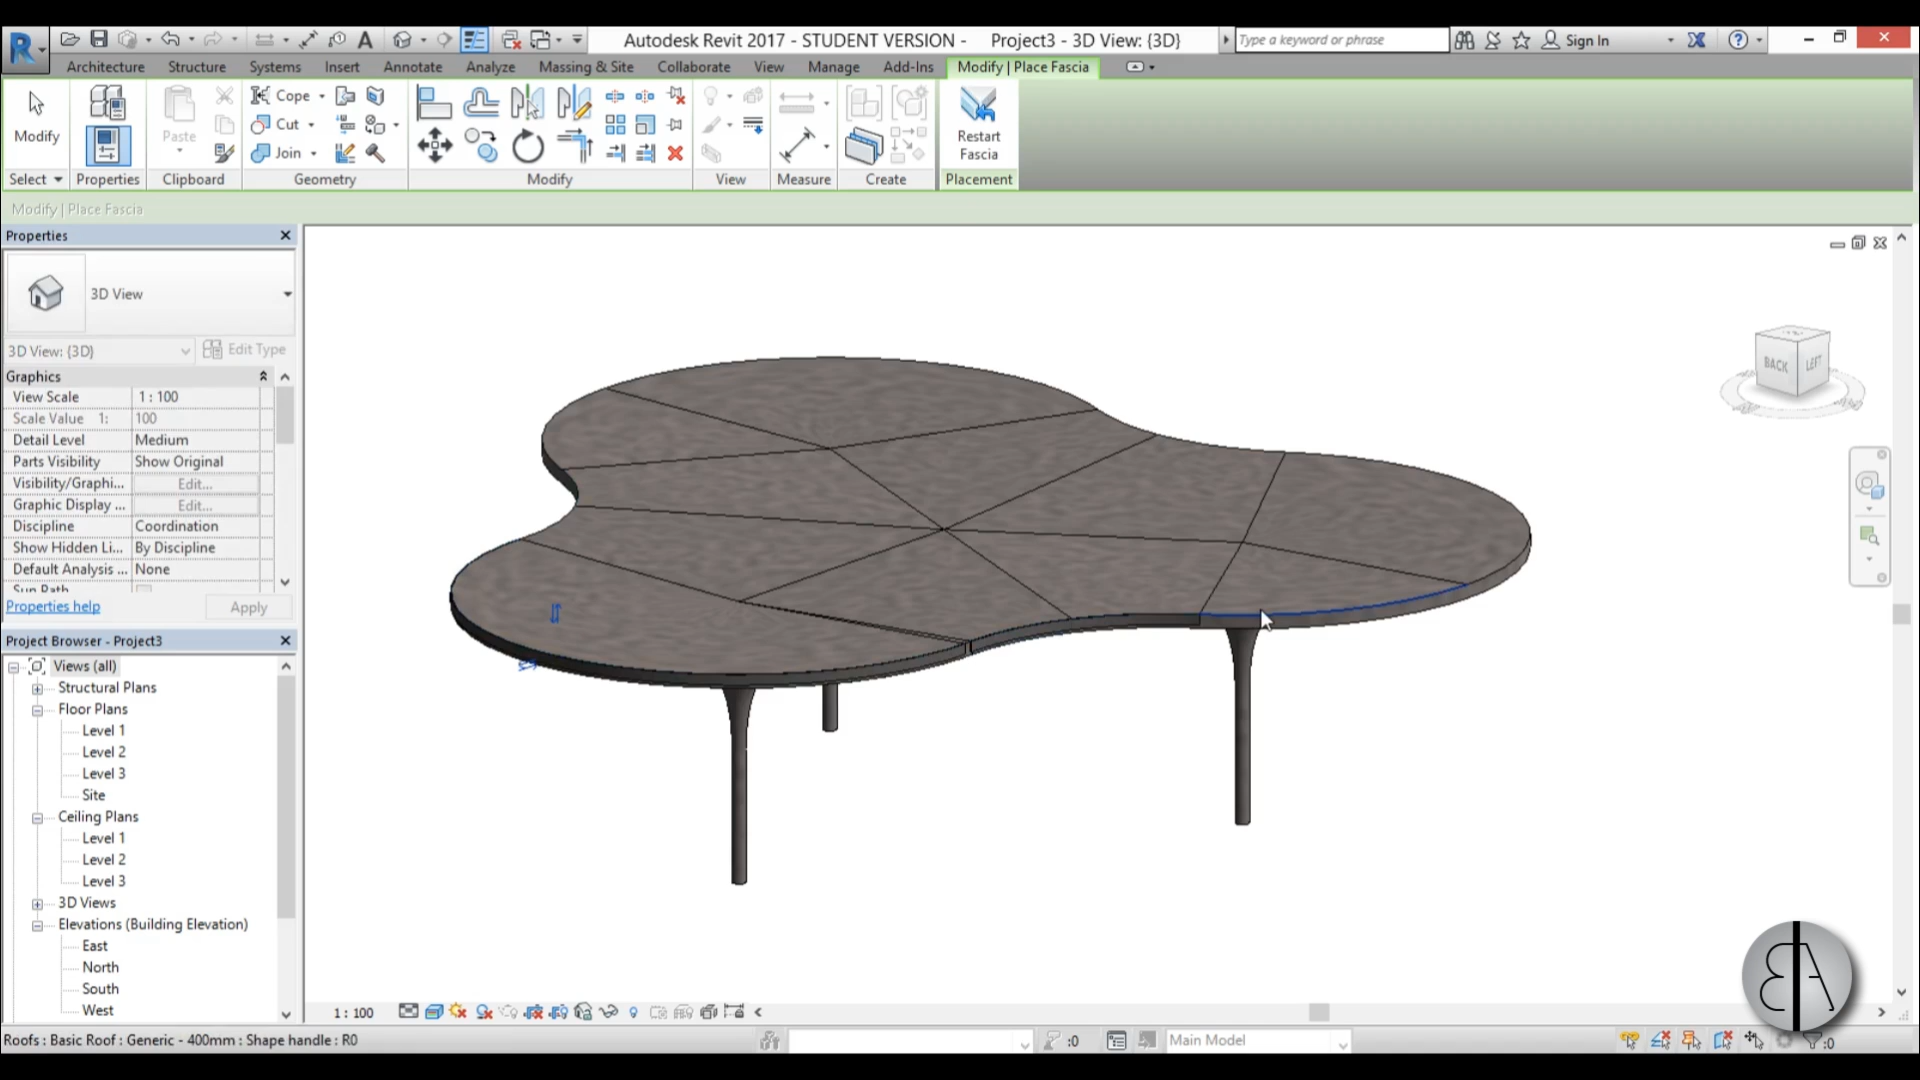 Autodesk Revit 2017 - STUDENT VERSION - Project3 - 3D View: {3D}
Type a keyword or phrase
Sign In
Architecture Structure Systems Insert Annotate Analyze Massing & Site Collaborate View Manage Add-Ins Modify | Place Fascia
Modify
Paste
Cope
Cut
Join
Restart
Fascia
Select Properties Clipboard Geometry Modify View Measure Create Placement
Modify | Place Fascia
Properties
3D View
3D View: {3D} Edit Type
Graphics
View Scale 1 : 100
Scale Value 1: 100
Detail Level Medium
Parts Visibility Show Original
Visibility/Graphi... Edit...
Graphic Display ... Edit...
Discipline Coordination
Show Hidden Li... By Discipline
Default Analysis ... None
Sun Path
Properties help Apply
Project Browser - Project3
Views (all)
Structural Plans
Floor Plans
Level 1
Level 2
Level 3
Site
Ceiling Plans
Level 1
Level 2
Level 3
3D Views
Elevations (Building Elevation)
East
North
South
West
BACK LEFT
1 : 100
Roofs : Basic Roof : Generic - 400mm : Shape handle : R0
:0
Main Model
:0